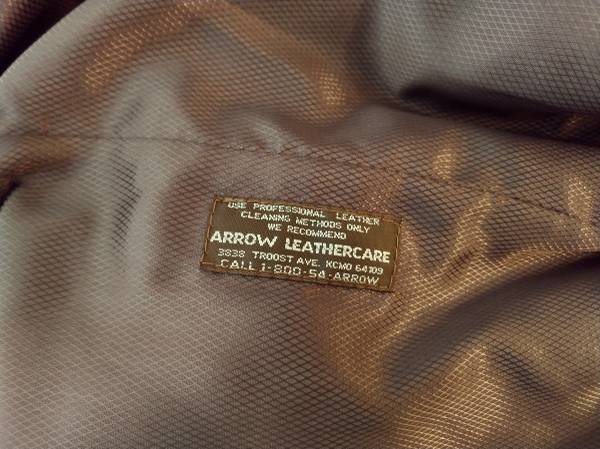 USE PROFESSIONAL LEATHER
CLEANING METHODS ONLY
WE RECOMMEND
ARROW LEATHERCARE
3838 TROOST AVE. KCMO 64109
CALL 1-800-54-ARROW